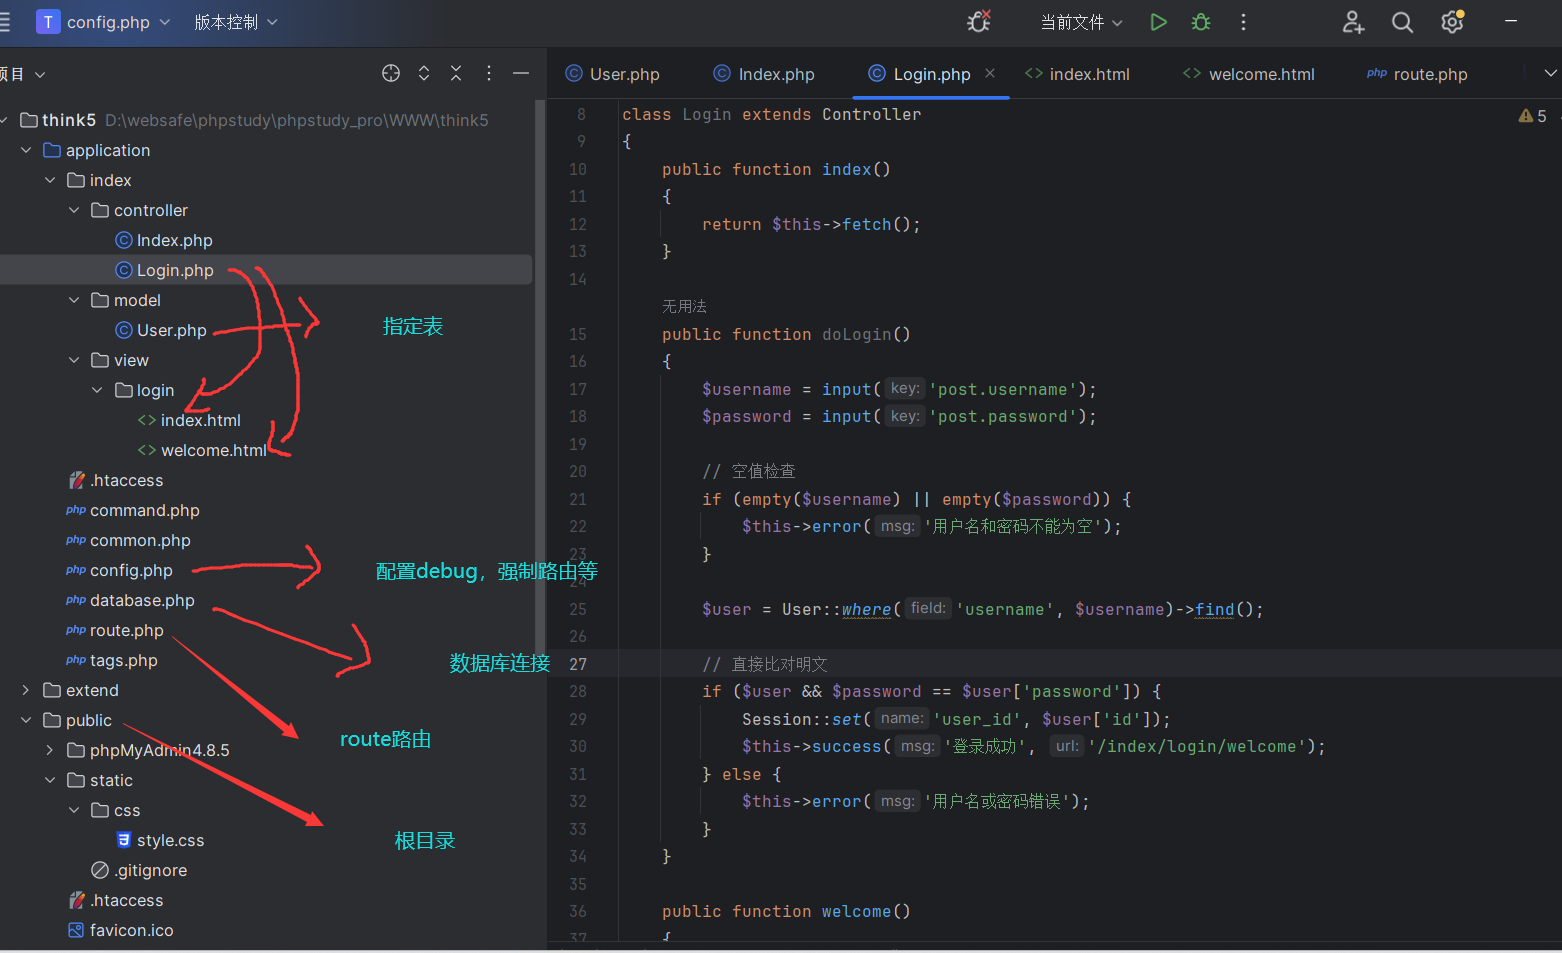 T config.php 版本控制 当前文件
项目
User.php Index.php Login.php index.html welcome.html route.php
think5 D:\websafe\phpstudy\phpstudy_pro\WWW\think5
application
index
controller
Index.php
Login.php
model
User.php
指定表
view
login
index.html
welcome.html
.htaccess
command.php
common.php
config.php
配置debug，强制路由等
database.php
route.php
数据库连接
tags.php
extend
public
route路由
phpMyAdmin4.8.5
static
css
style.css
根目录
.gitignore
.htaccess
favicon.ico
5
8 class Login extends Controller
9 {
10 public function index()
11 {
12 return $this->fetch();
13 }
14
无用法
15 public function doLogin()
16 {
17 $username = input( key: 'post.username');
18 $password = input( key: 'post.password');
19
20 // 空值检查
21 if (empty($username) || empty($password)) {
22 $this->error( msg: '用户名和密码不能为空');
23 }
24
25 $user = User::where( field: 'username', $username)->find();
26
27 // 直接比对明文
28 if ($user && $password == $user['password']) {
29 Session::set( name: 'user_id', $user['id']);
30 $this->success( msg: '登录成功', url: '/index/login/welcome');
31 } else {
32 $this->error( msg: '用户名或密码错误');
33 }
34 }
35
36 public function welcome()
37 {